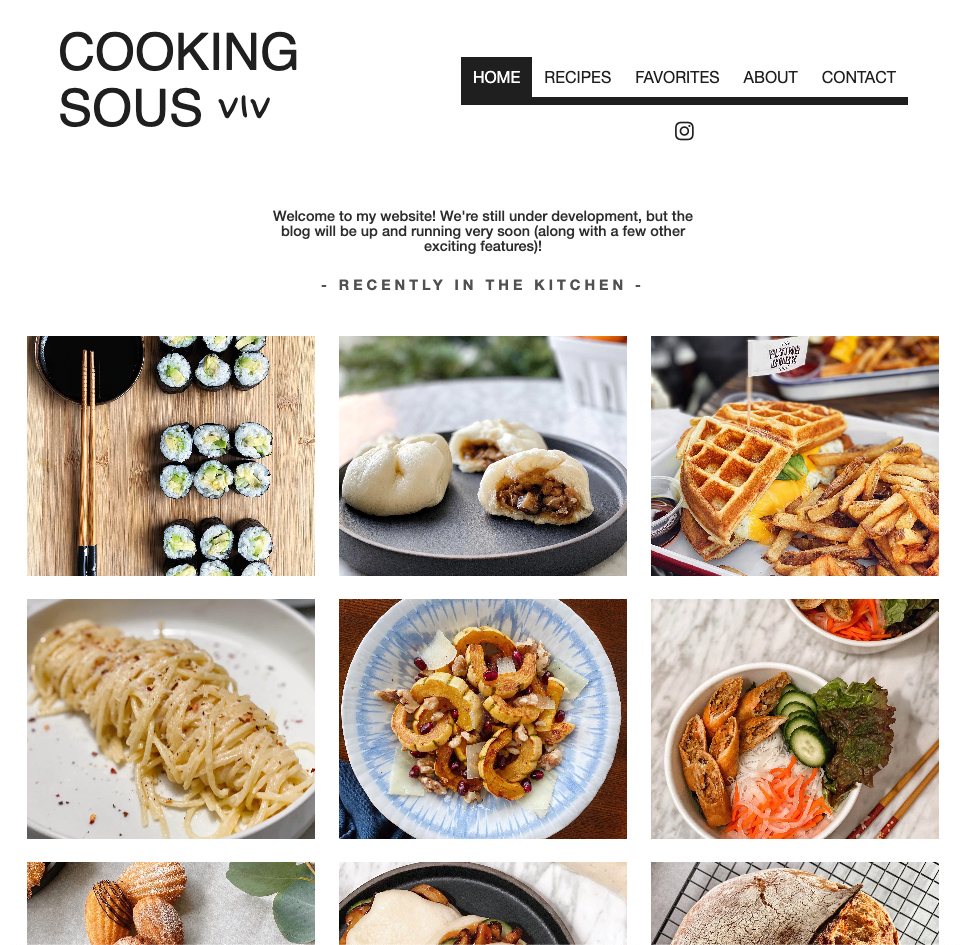 COOKING
SOUS VIV
HOME RECIPES FAVORITES ABOUT CONTACT
Welcome to my website! We're still under development, but the
blog will be up and running very soon (along with a few other
exciting features)!
- RECENTLY IN THE KITCHEN -